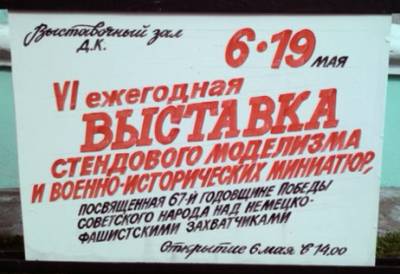 Выставочный зал
Д.К.
6•19 МАЯ
VI ежегодная
ВЫСТАВКА
СТЕНДОВОГО МОДЕЛИЗМА
И ВОЕННО-ИСТОРИЧЕСКИХ МИНИАТЮР,
ПОСВЯЩЕННАЯ 67-Й ГОДОВЩИНЕ ПОБЕДЫ
СОВЕТСКОГО НАРОДА НАД НЕМЕЦКО-
ФАШИСТСКИМИ ЗАХВАТЧИКАМИ
Открытие 6 мая в 14.00